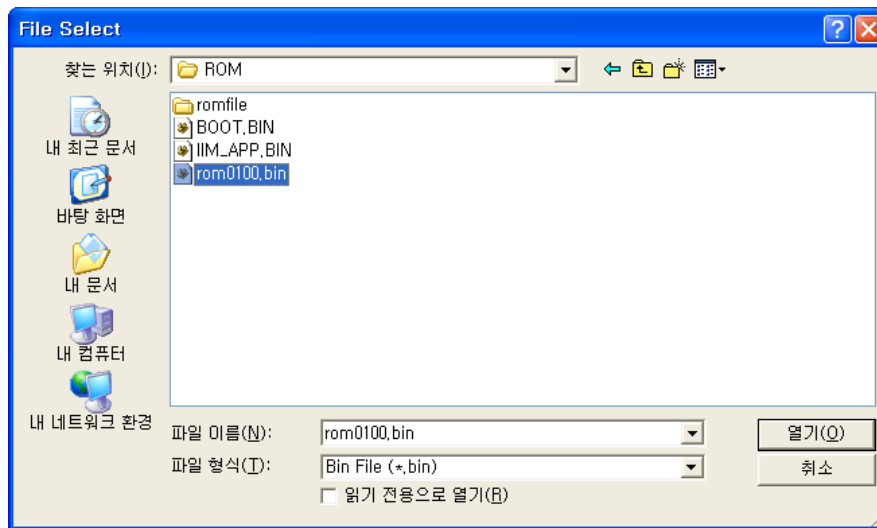 File Select
찾는 위치(I):
ROM
내 최근 문서
바탕 화면
내 문서
내 컴퓨터
내 네트워크 환경
romfile
BOOT.BIN
IIM_APP.BIN
rom0100.bin
파일 이름(N):
rom0100.bin
열기(O)
파일 형식(T):
Bin File (*.bin)
취소
읽기 전용으로 열기(R)